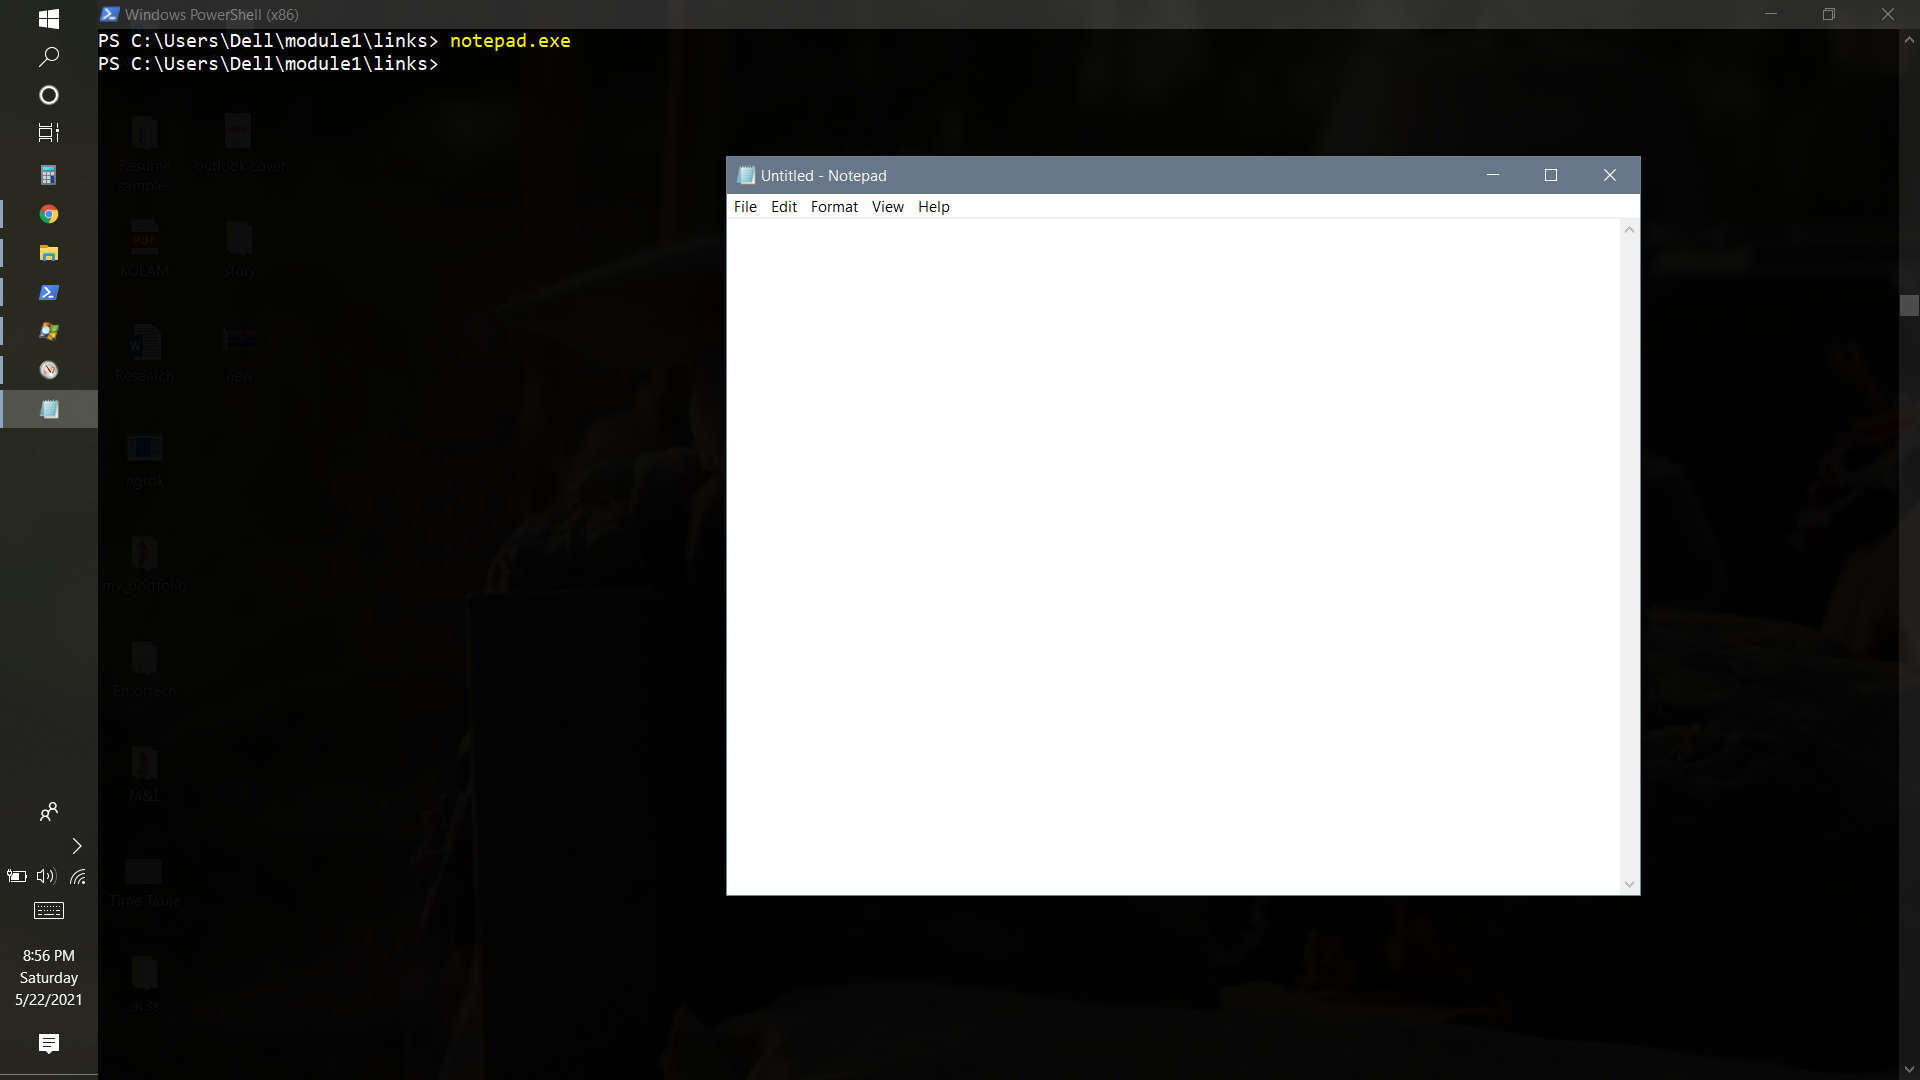 Windows PowerShell (x86)
PS C:\Users\Dell\module1\links> notepad.exe
PS C:\Users\Dell\module1\links>
Resume
samples
outlook cover
PDF
KOLAM
story
Research
new
ngrok
my_portfolio
Emortech
M&L
Time Table
ai ss
Untitled - Notepad
File Edit Format View Help
8:56 PM
Saturday
5/22/2021